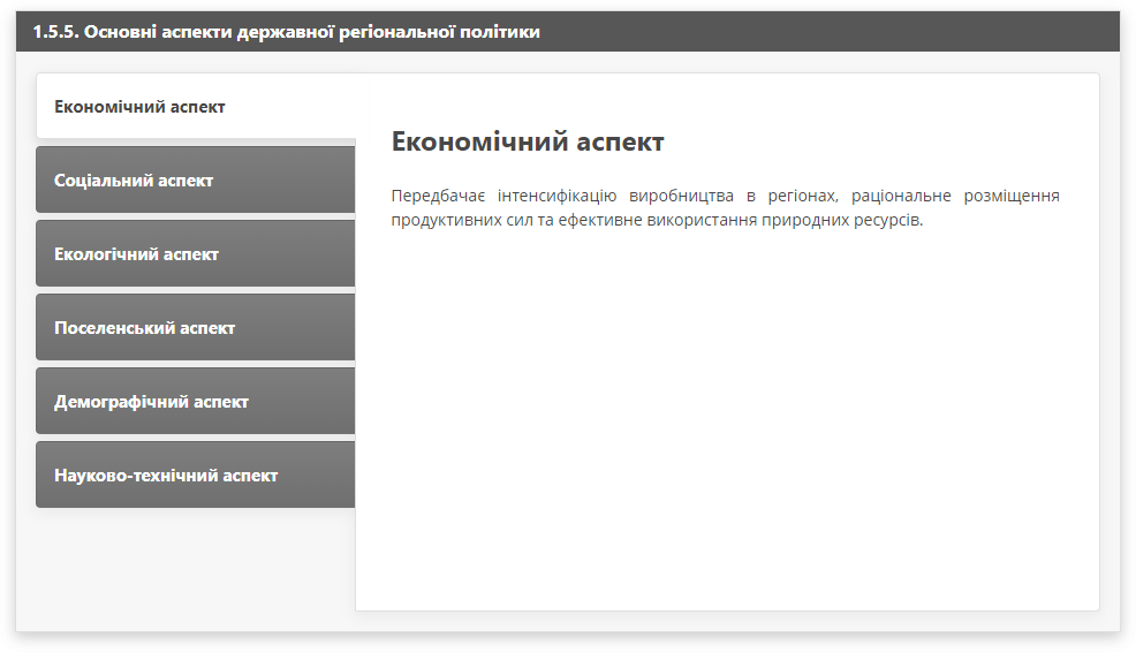 1.5.5. Основні аспекти державної регіональної політики
Економічний аспект
Соціальний аспект
Екологічний аспект
Поселенський аспект
Демографічний аспект
Науково-технічний аспект
Економічний аспект
Передбачає інтенсифікацію виробництва в регіонах, раціональне розміщення
продуктивних сил та ефективне використання природних ресурсів.